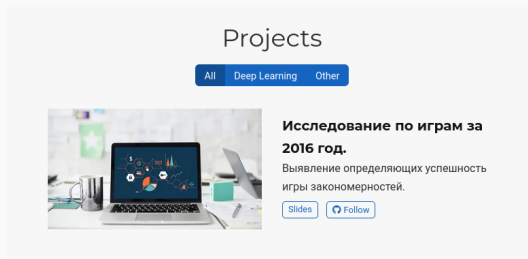 Projects
All Deep Learning Other
Исследование по играм за
2016 год.
Выявление определяющих успешность
игры закономерностей.
Slides Follow